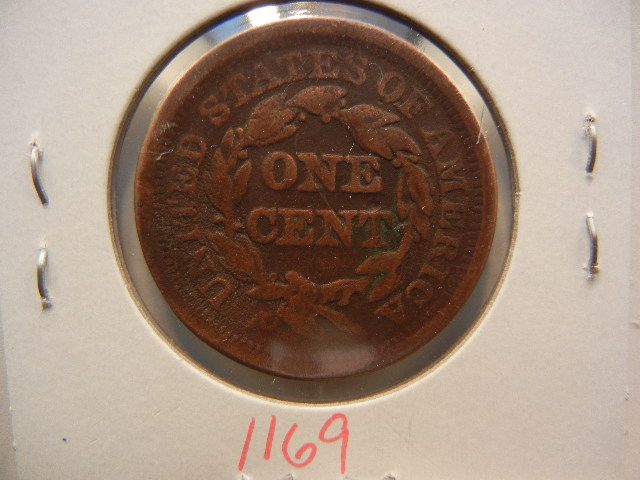 UNITED STATES OF AMERICA
ONE
CENT
1169